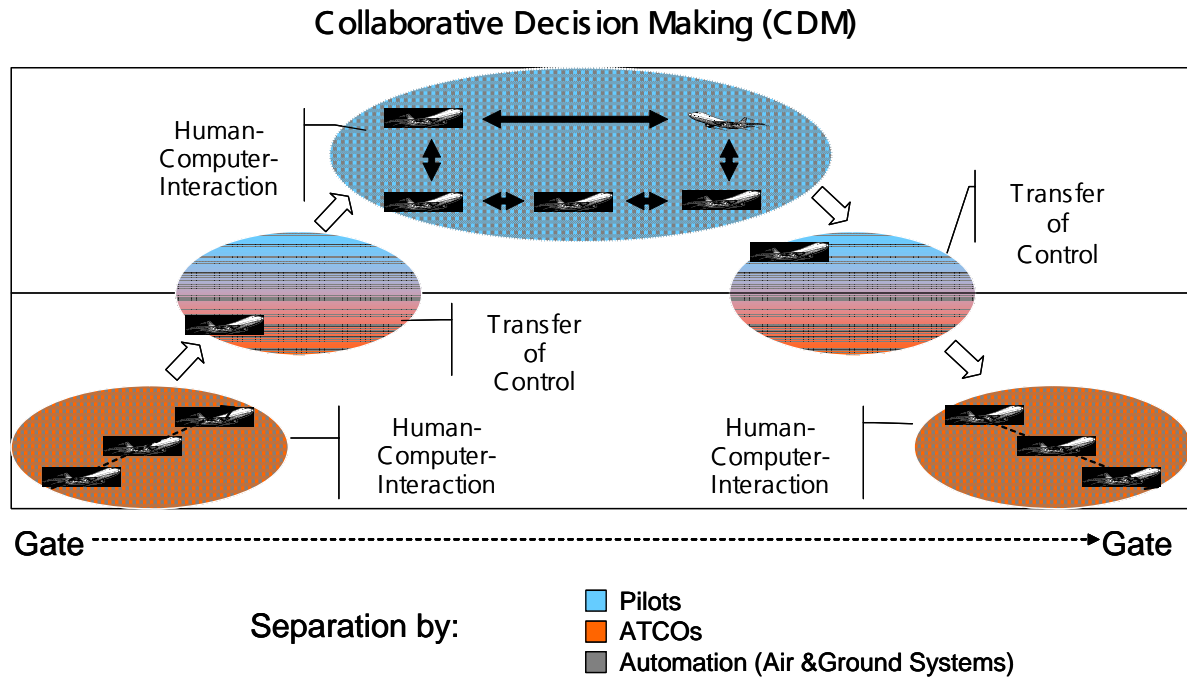 Collaborative Decision Making (CDM)
Human-
Computer-
Interaction
Transfer
of
Control
Transfer
of
Control
Human-
Computer-
Interaction
Human-
Computer-
Interaction
Gate
Gate
Separation by:
Pilots
ATCOs
Automation (Air &Ground Systems)